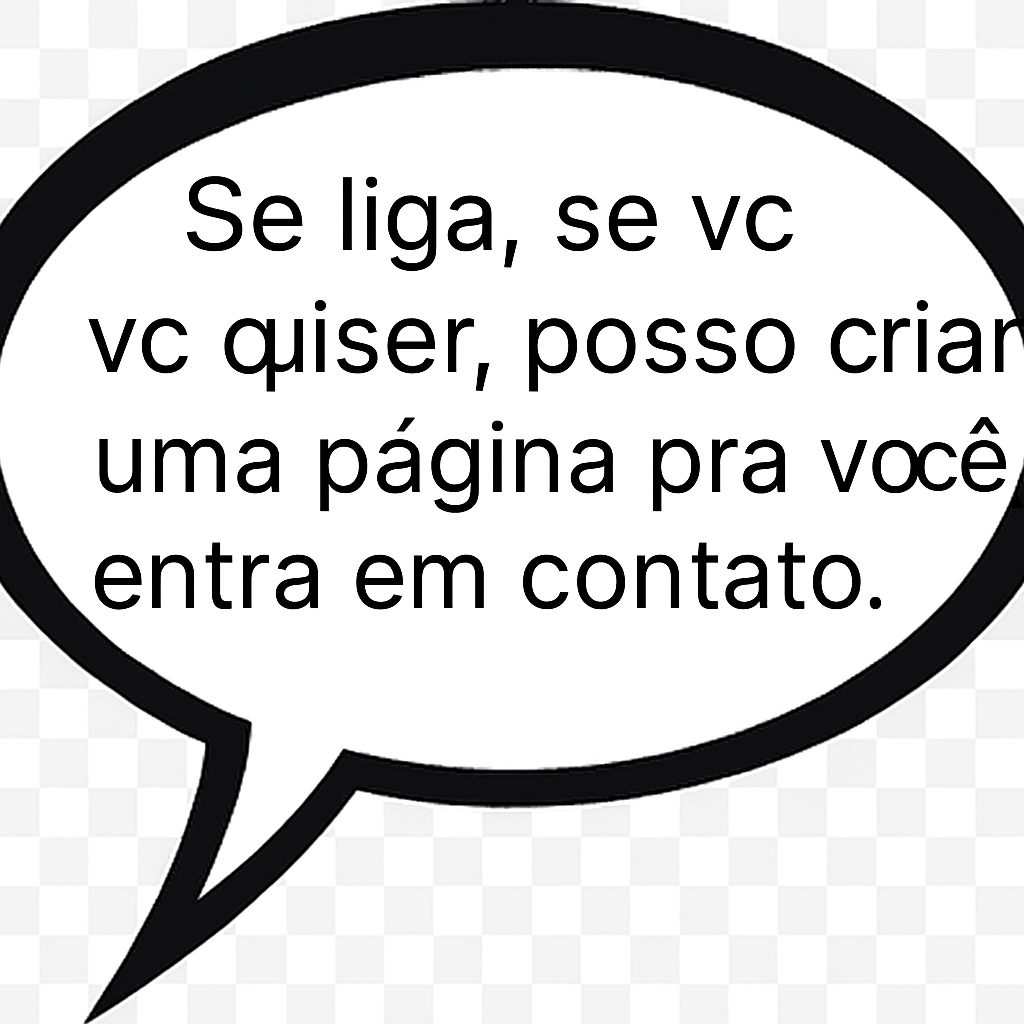 Se liga, se vc
vc quiser, posso criar
uma página pra você
entra em contato.